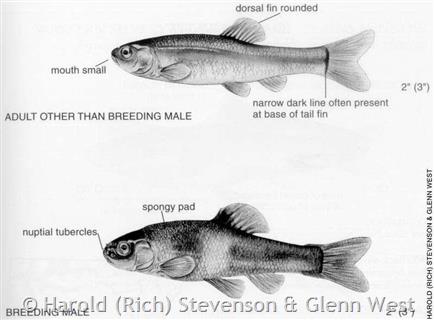 dorsal fin rounded
mouth small
2" (3")
narrow dark line often present
at base of tail fin
ADULT OTHER THAN BREEDING MALE
spongy pad
nuptial tubercles
HAROLD (RICH) STEVENSON & GLENN WEST
BREEDING MALE
2" (3")
© Harold (Rich) Stevenson & Glenn West